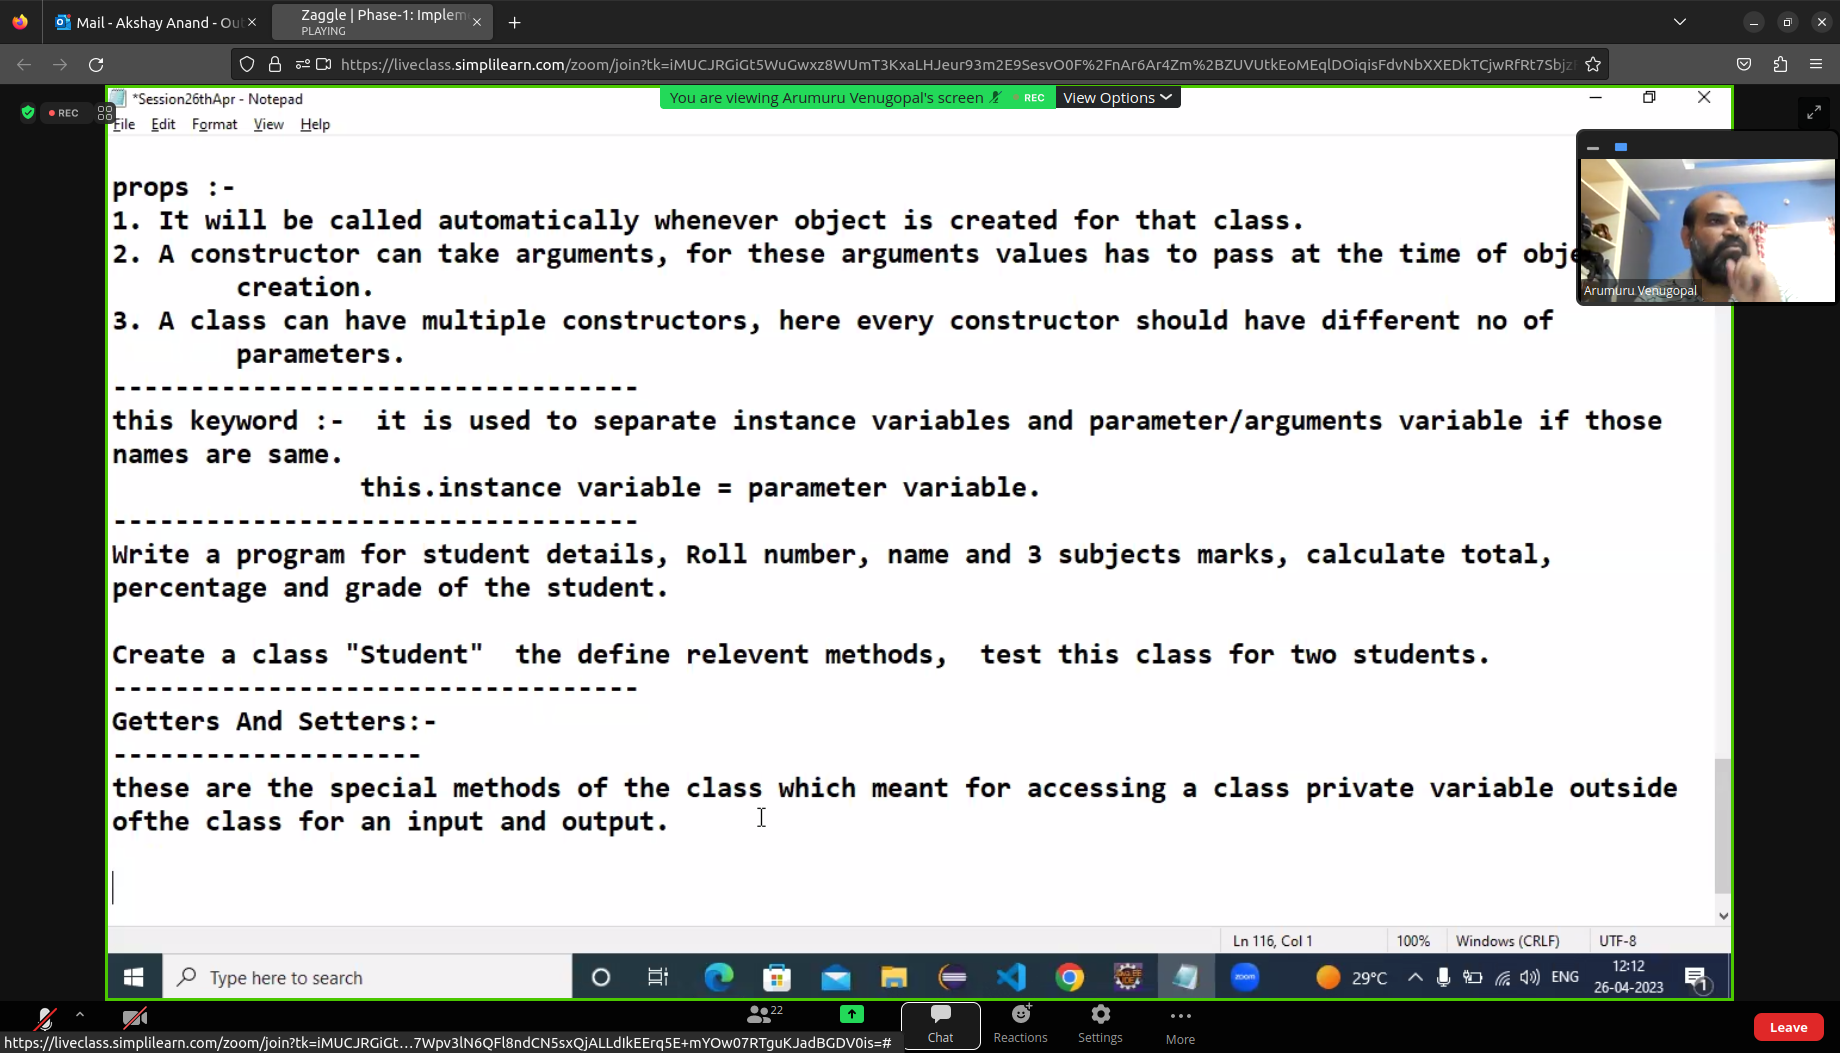 Mail - Akshay Anand - Ou
Zaggle | Phase-1: Implem
PLAYING
https://liveclass.simplilearn.com/zoom/join?tk=iMUCJRGiGt5WuGwxz8WUmT3KxaLHJeur93m2E9SesvO0F%2FnAr6Ar4Zm%2BZUVUtkEoMEqlDOiqisFdvNbXXEDkTCjwRfRt7Sbjz
*Session26thApr - Notepad
You are viewing Arumuru Venugopal's screen
REC
View Options
REC
File Edit Format View Help
props :-
1. It will be called automatically whenever object is created for that class.
2. A constructor can take arguments, for these arguments values has to pass at the time of obje
creation.
3. A class can have multiple constructors, here every constructor should have different no of
parameters.
----------------------------------
this keyword :-  it is used to separate instance variables and parameter/arguments variable if those
names are same.
this.instance variable = parameter variable.
----------------------------------
Write a program for student details, Roll number, name and 3 subjects marks, calculate total,
percentage and grade of the student.
Create a class "Student"  the define relevent methods,  test this class for two students.
----------------------------------
Getters And Setters:-
--------------------
these are the special methods of the class which meant for accessing a class private variable outside
ofthe class for an input and output.
Arumuru Venugopal
Ln 116, Col 1
100%
Windows (CRLF)
UTF-8
Type here to search
zoom
29°C
ENG
12:12
26-04-2023
1
22
Chat
Reactions
Settings
More
Leave
https://liveclass.simplilearn.com/zoom/join?tk=iMUCJRGiGt...7Wpv3lN6QFl8ndCN5sxQjALLdIkEErq5E+mYOw07RTguKJadBGDV0is=#